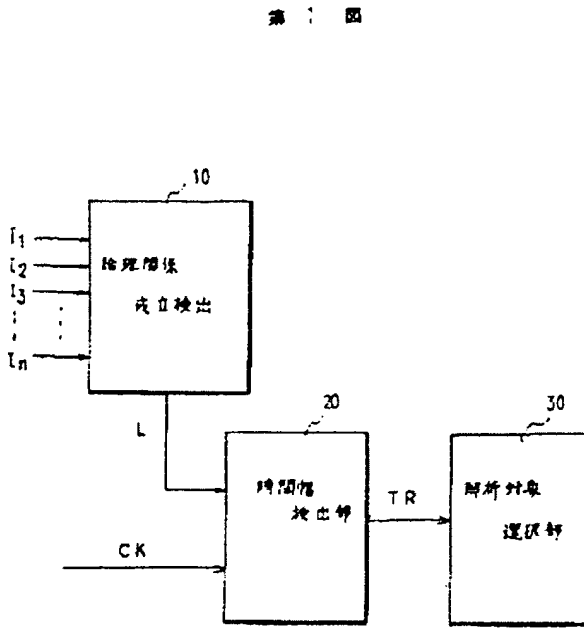 第 1 図
10
I1
I2
I3
In
論理関係
成立検出
L
20
時間幅
検出部
CK
TR
30
解析対象
選択部